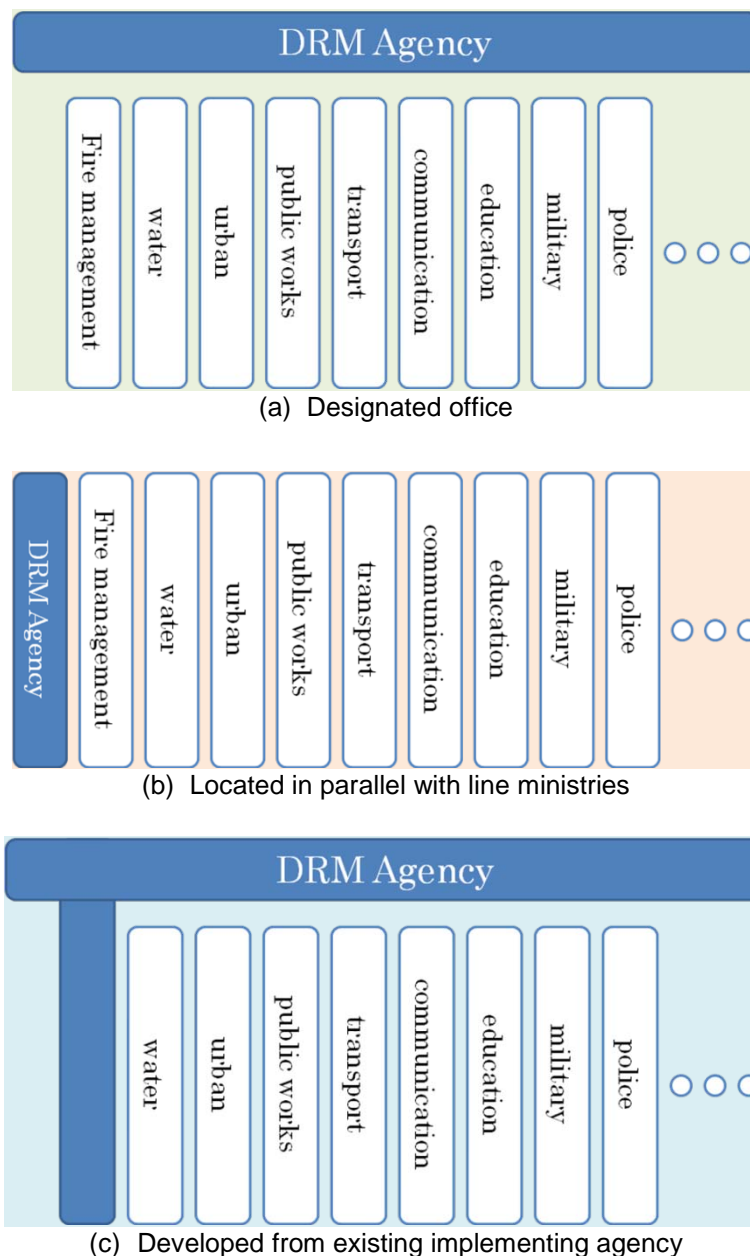 DRM Agency
Fire management
water
urban
public works
transport
communication
education
military
police
(a) Designated office
DRM Agency
Fire management
water
urban
public works
transport
communication
education
military
police
(b) Located in parallel with line ministries
DRM Agency
water
urban
public works
transport
communication
education
military
police
(c) Developed from existing implementing agency